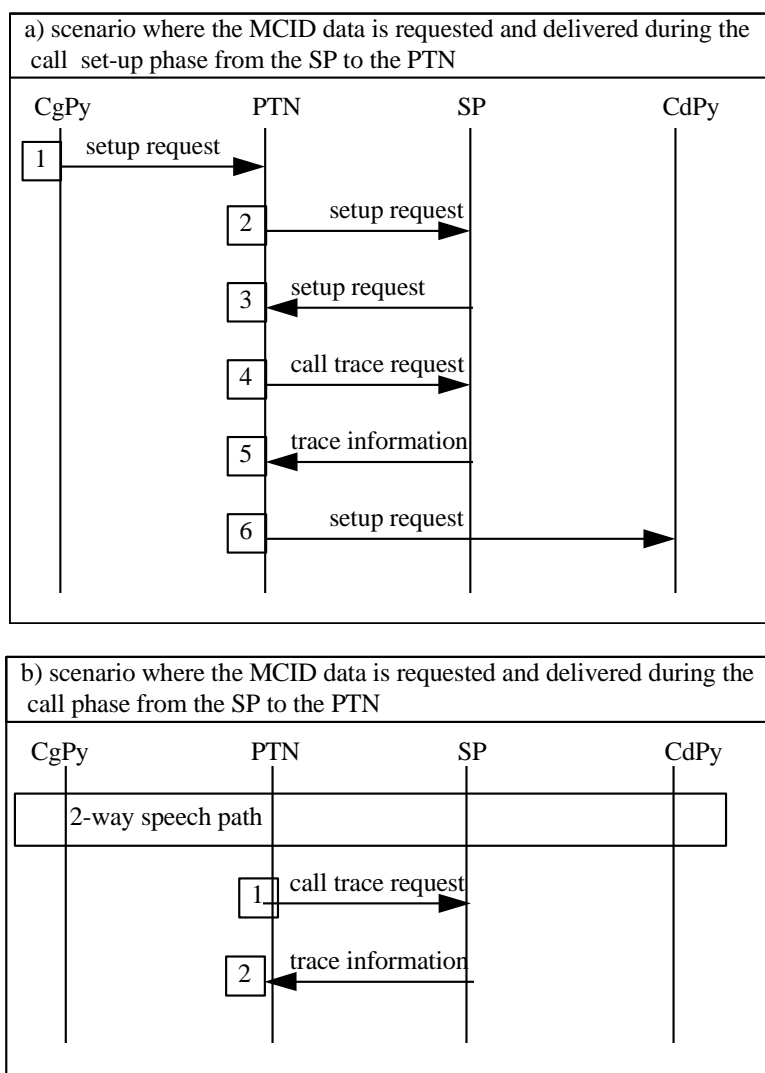 a) scenario where the MCID data is requested and delivered during the
call set-up phase from the SP to the PTN
CgPy PTN SP CdPy
1 setup request
2 setup request
3 setup request
4 call trace request
5 trace information
6 setup request
b) scenario where the MCID data is requested and delivered during the
call phase from the SP to the PTN
CgPy PTN SP CdPy
2-way speech path
1 call trace request
2 trace information